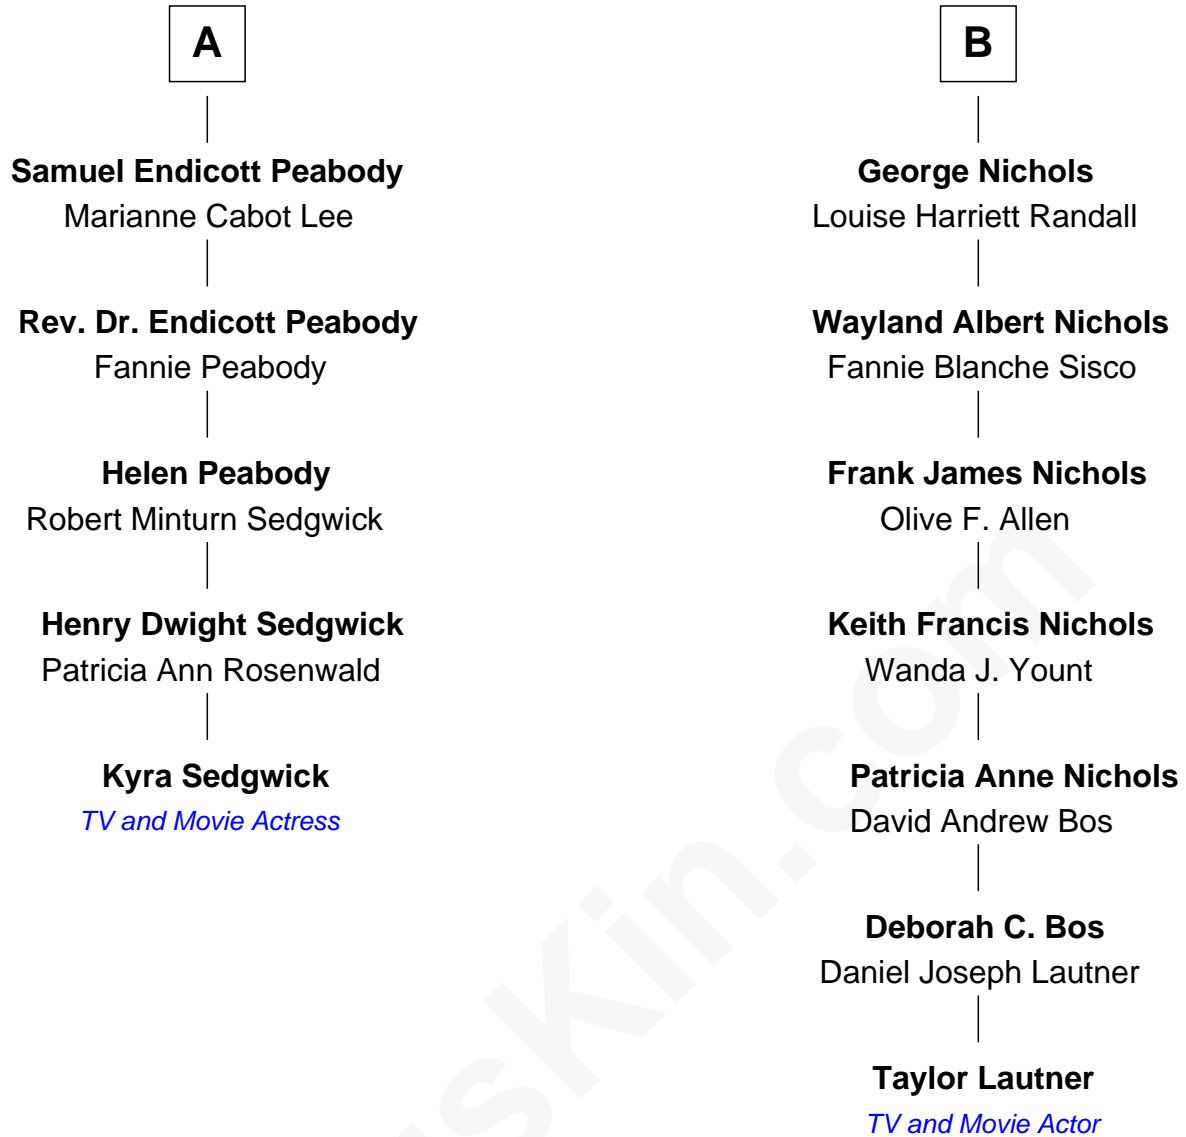 A
Samuel Endicott Peabody
Marianne Cabot Lee
Rev. Dr. Endicott Peabody
Fannie Peabody
Helen Peabody
Robert Minturn Sedgwick
Henry Dwight Sedgwick
Patricia Ann Rosenwald
Kyra Sedgwick
TV and Movie Actress
B
George Nichols
Louise Harriett Randall
Wayland Albert Nichols
Fannie Blanche Sisco
Frank James Nichols
Olive F. Allen
Keith Francis Nichols
Wanda J. Yount
Patricia Anne Nichols
David Andrew Bos
Deborah C. Bos
Daniel Joseph Lautner
Taylor Lautner
TV and Movie Actor
usKin.com